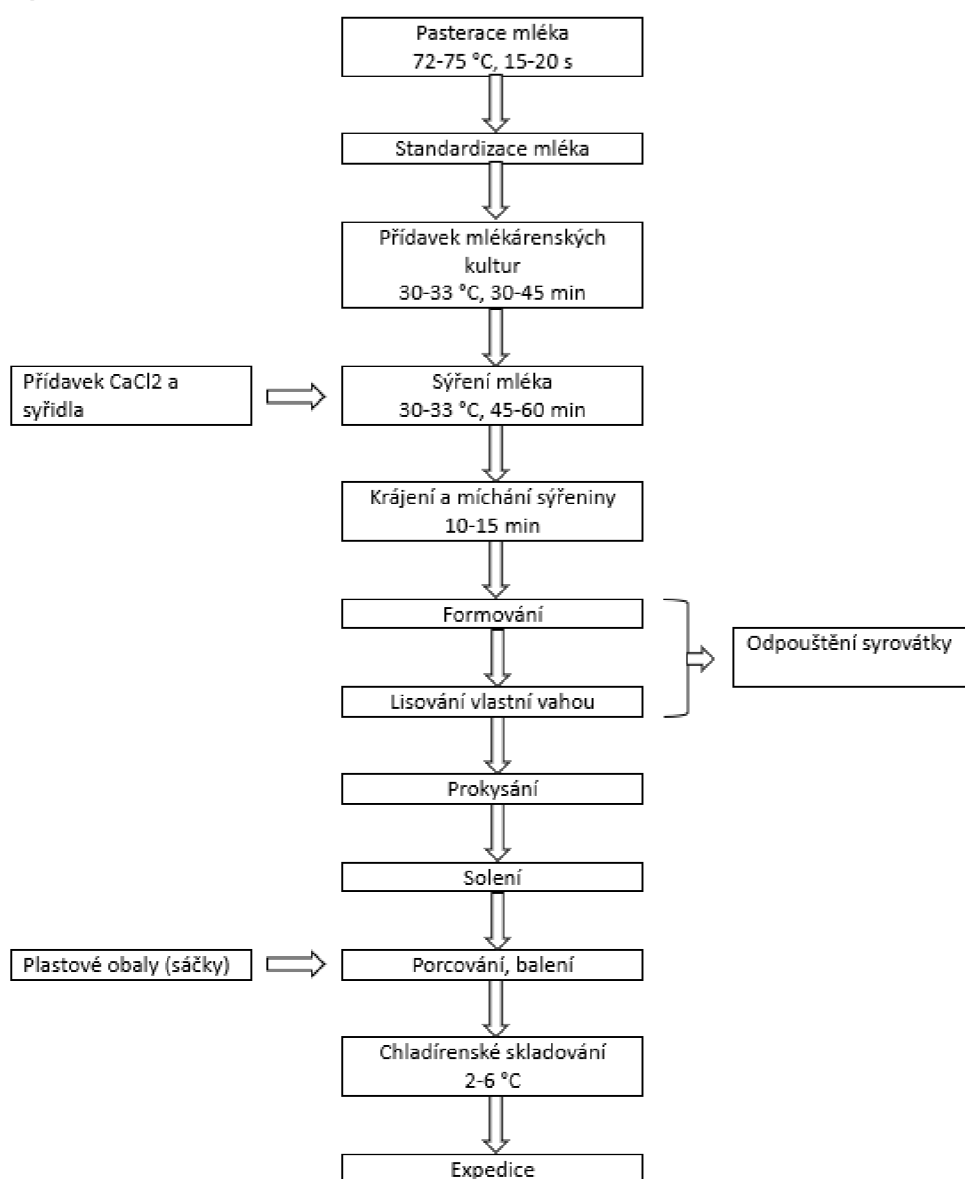 Pasterace mléka
72-75 °C, 15-20 s
Standardizace mléka
Přídavek mlékárenských
kultur
30-33 °C, 30-45 min
Přídavek CaCl2 a
syřidla
Sýření mléka
30-33 °C, 45-60 min
Krájení a míchání sýřeniny
10-15 min
Formování
Odpouštění syrovátky
Lisování vlastní vahou
Prokysání
Solení
Plastové obaly (sáčky)
Porcování, balení
Chladírenské skladování
2-6 °C
Expedice